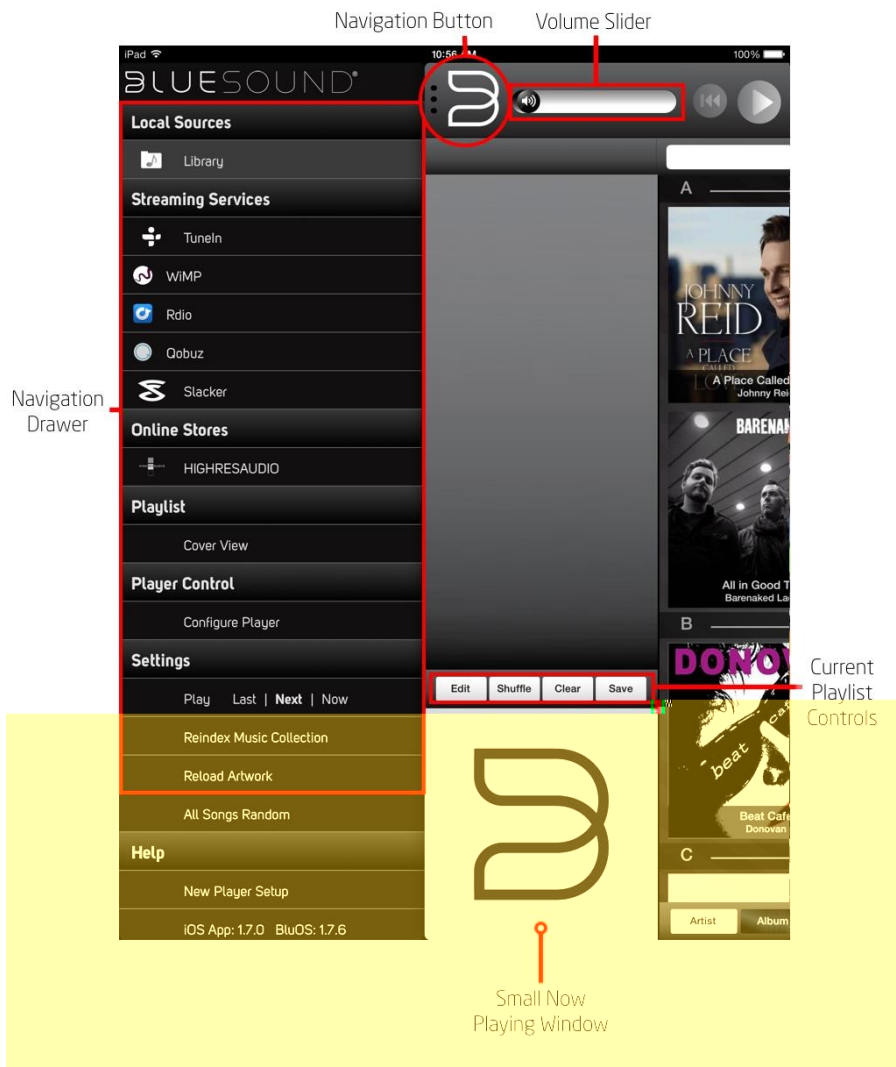 Navigation Button
Volume Slider
iPad
100%
BLUESOUND
Local Sources
Library
Streaming Services
TuneIn
WiMP
Rdio
Qobuz
Slacker
Online Stores
HIGHRESAUDIO
Playlist
Cover View
Player Control
Configure Player
Settings
Play Last | Next | Now
Reindex Music Collection
Reload Artwork
All Songs Random
Help
New Player Setup
iOS App: 1.7.0 BluOS: 1.7.6
Navigation
Drawer
Edit Shuffle Clear Save
A
JOHNNY
REID
A PLACE
CALLED
A Place Called
Johnny Rei
BARENA
All in Good T
Barenaked La
B
DONOV
beat caf
Beat Cafe
Donovan
C
Artist Album
Current
Playlist
Controls
Small Now
Playing Window